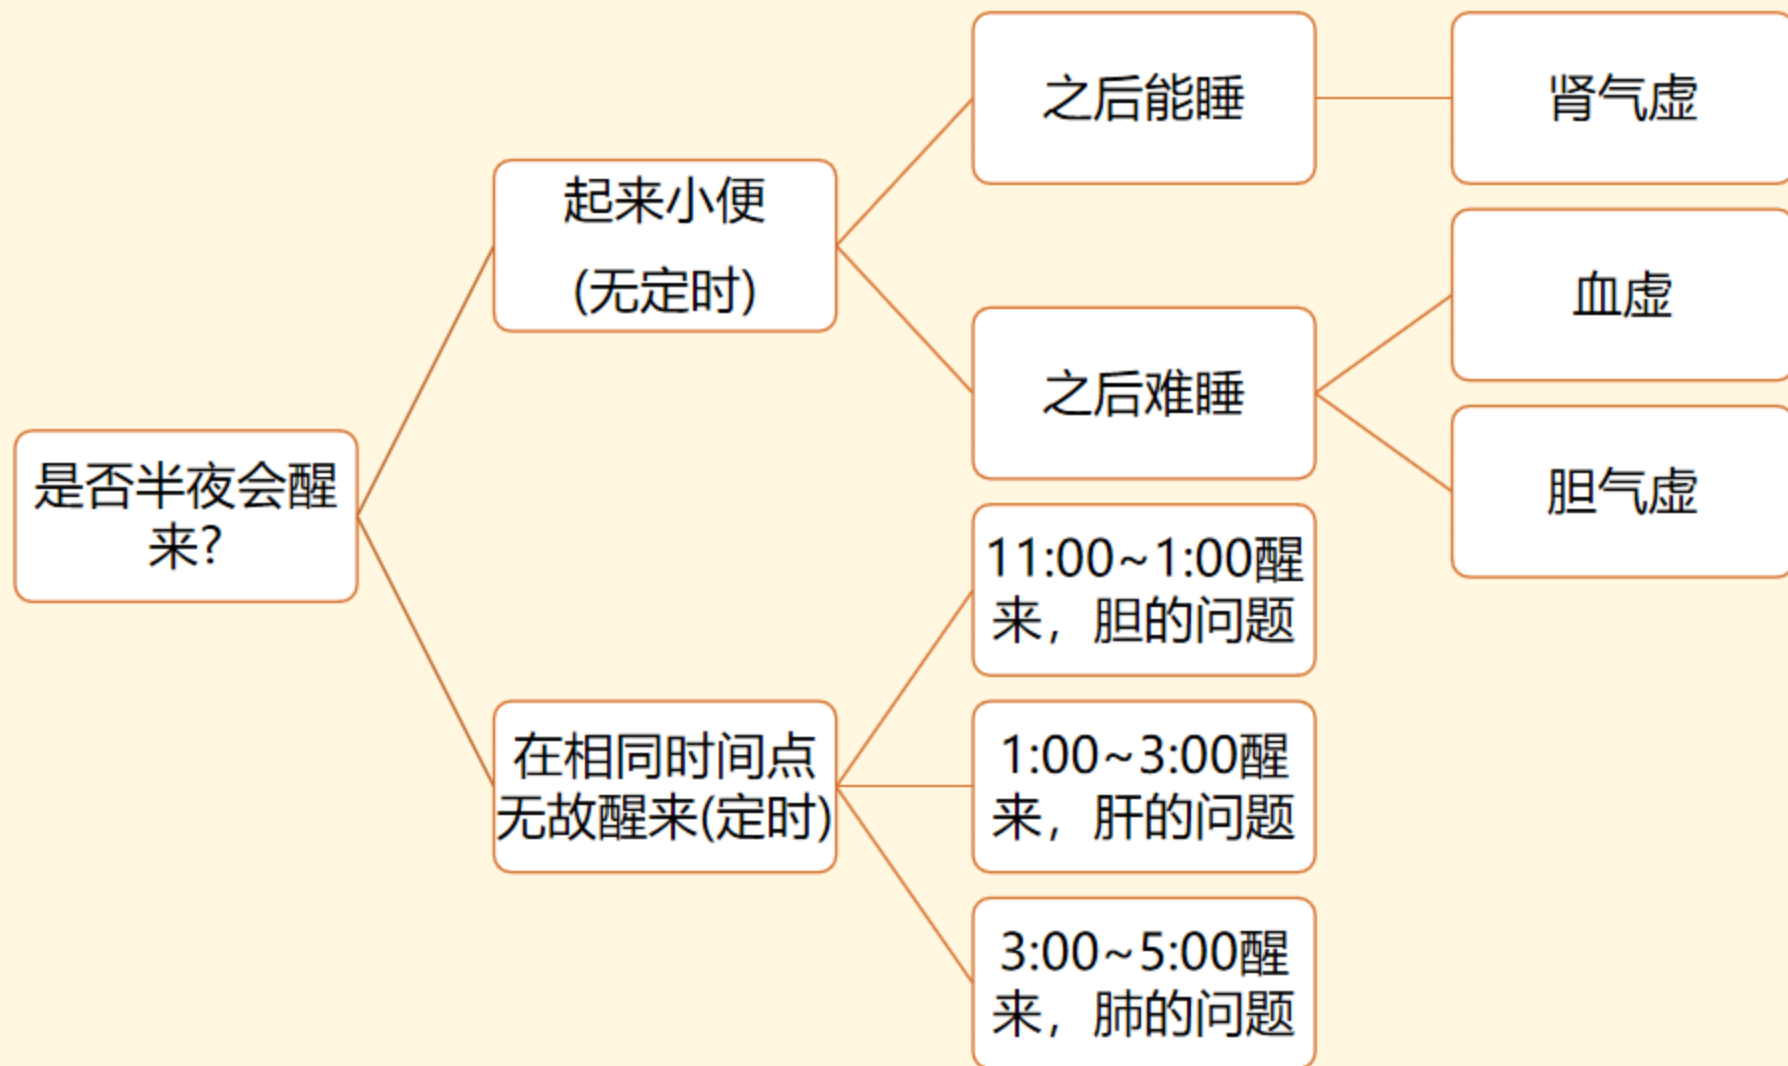 是否半夜会醒
来?
起来小便
(无定时)
之后能睡
肾气虚
之后难睡
血虚
胆气虚
在相同时间点
无故醒来(定时)
11:00~1:00醒
来，胆的问题
1:00~3:00醒
来，肝的问题
3:00~5:00醒
来，肺的问题